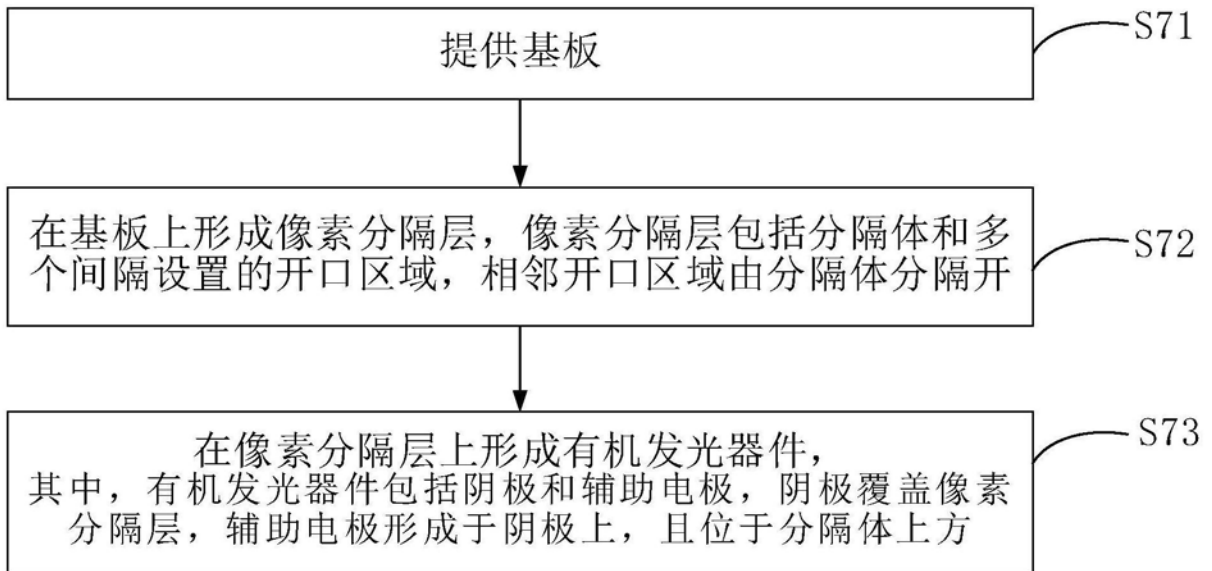 提供基板
S71
在基板上形成像素分隔层，像素分隔层包括分隔体和多
个间隔设置的开口区域，相邻开口区域由分隔体分隔开
S72
在像素分隔层上形成有机发光器件，
其中，有机发光器件包括阴极和辅助电极，阴极覆盖像素
分隔层，辅助电极形成于阴极上，且位于分隔体上方
S73